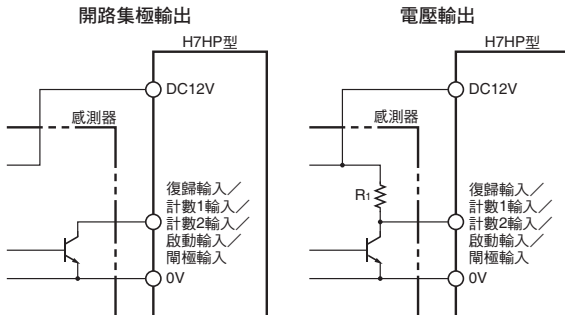 開路集極輸出
H7HP型
DC12V
感測器
復歸輸入／
計數1輸入／
計數2輸入／
啟動輸入／
閘極輸入
0V
電壓輸出
H7HP型
DC12V
感測器
R1
復歸輸入／
計數1輸入／
計數2輸入／
啟動輸入／
閘極輸入
0V